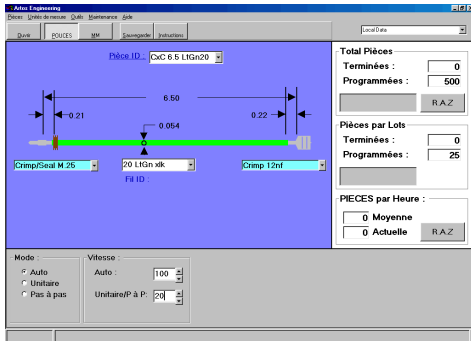 Artos Engineering
Pièces Unités de mesure Outils Maintenance Aide
Ouvrir POUCES MM Sauvegarder Instructions
Local Data
Pièce ID : CxC 6.5 LtGn20
6.50
0.21
0.22
0.054
Crimp/Seal M.25
20 LtGn xlk
Crimp 12nf
Fil ID :
Total Pièces
Terminées : 0
Programmées : 500
R.A.Z
Pièces par Lots
Terminées : 0
Programmées : 25
PIECES par Heure :
0 Moyenne
0 Actuelle
R.A.Z
Mode :
Auto
Unitaire
Pas à pas
Vitesse :
Auto : 100
Unitaire/P à P: 20